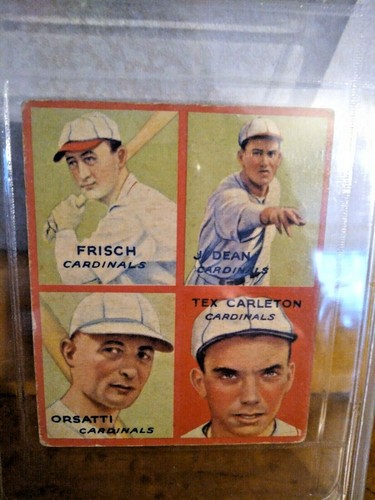 FRISCH
CARDINALS
J. DEAN
CARDINALS
ORSATTI
CARDINALS
TEX CARLETON
CARDINALS